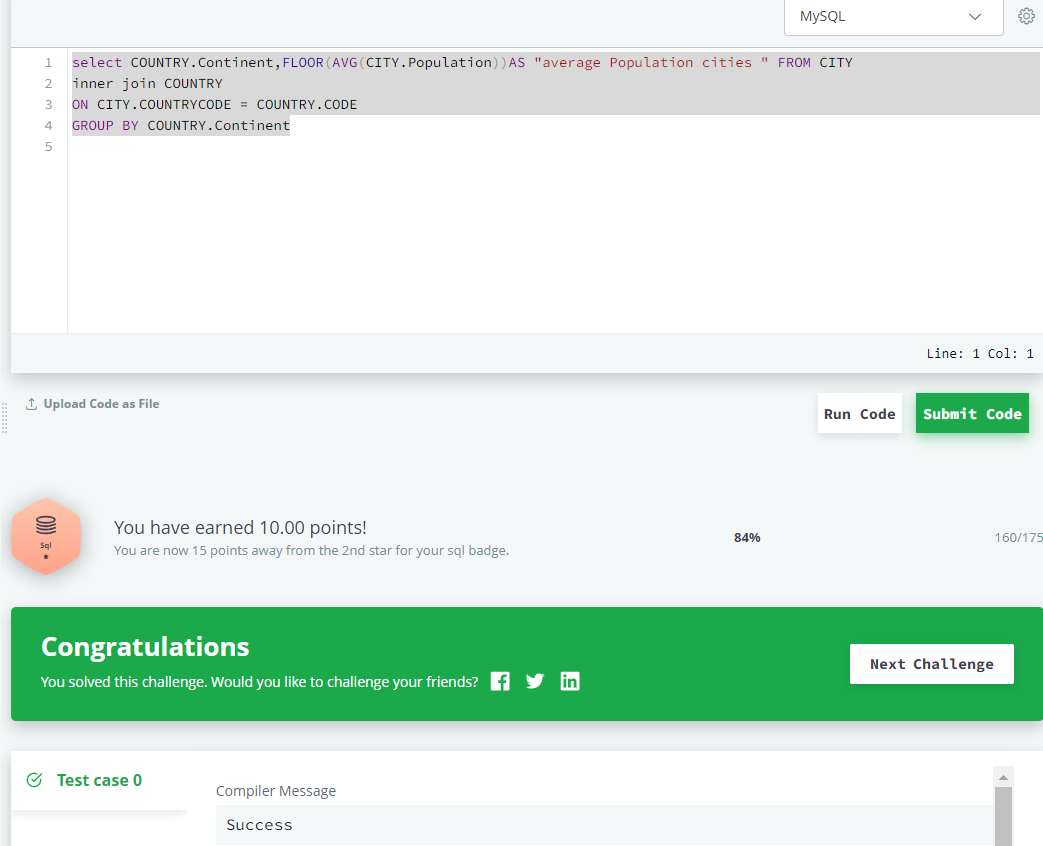 MySQL
1 select COUNTRY.Continent,FLOOR(AVG(CITY.Population))AS "average Population cities " FROM CITY
2 inner join COUNTRY
3 ON CITY.COUNTRYCODE = COUNTRY.CODE
4 GROUP BY COUNTRY.Continent
5
Line: 1 Col: 1
Upload Code as File
Run Code
Submit Code
Sql
You have earned 10.00 points!
You are now 15 points away from the 2nd star for your sql badge.
84%
160/175
Congratulations
You solved this challenge. Would you like to challenge your friends?
Next Challenge
Test case 0
Compiler Message
Success